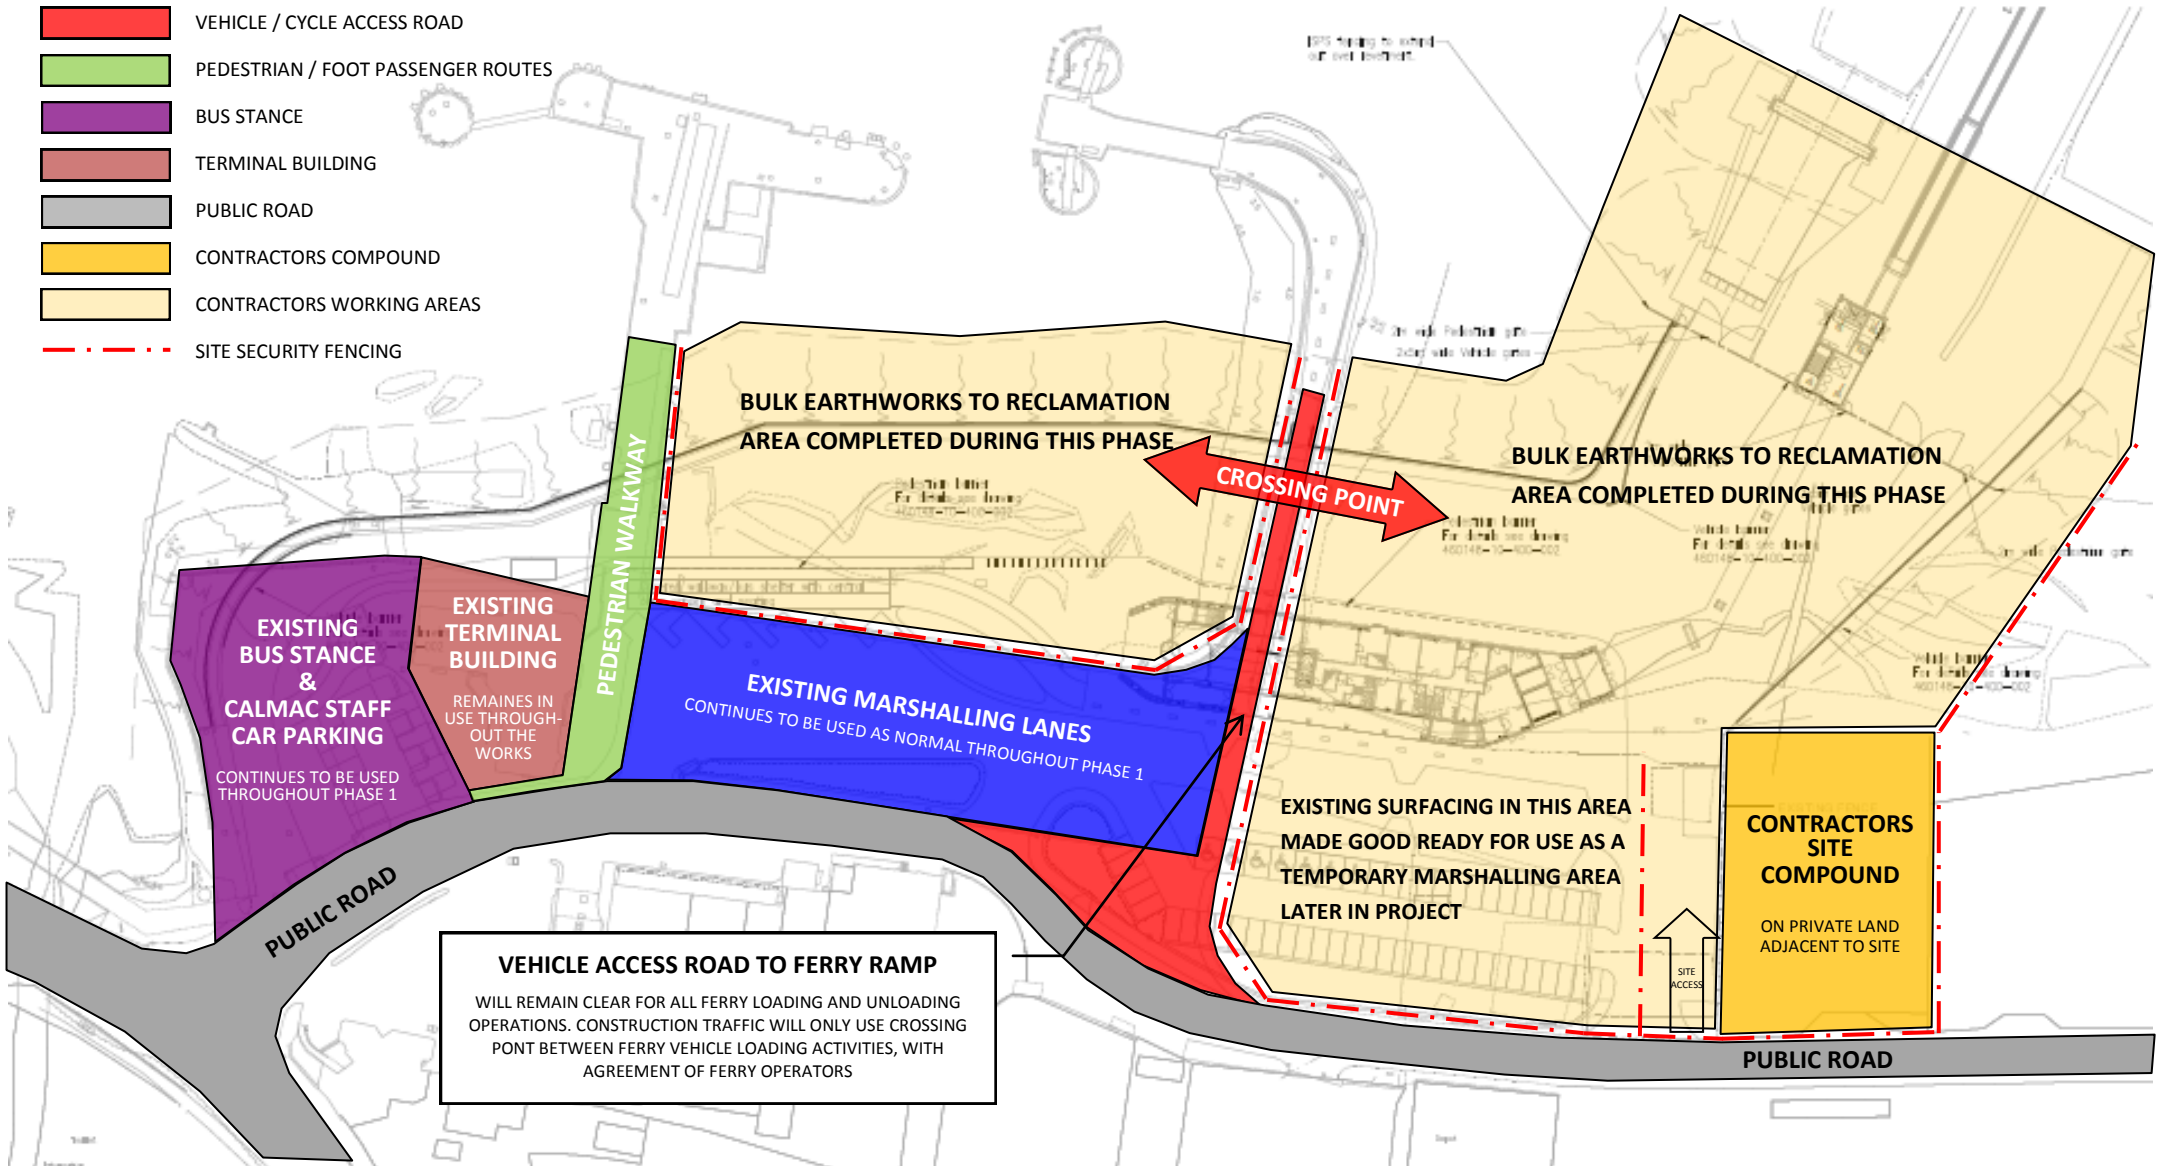 VEHICLE / CYCLE ACCESS ROAD
PEDESTRIAN / FOOT PASSENGER ROUTES
BUS STANCE
TERMINAL BUILDING
PUBLIC ROAD
CONTRACTORS COMPOUND
CONTRACTORS WORKING AREAS
SITE SECURITY FENCING
BULK EARTHWORKS TO RECLAMATION
AREA COMPLETED DURING THIS PHASE
CROSSING POINT
BULK EARTHWORKS TO RECLAMATION
AREA COMPLETED DURING THIS PHASE
PEDESTRIAN WALKWAY
EXISTING
BUS STANCE
&
CALMAC STAFF
CAR PARKING
CONTINUES TO BE USED
THROUGHOUT PHASE 1
EXISTING
TERMINAL
BUILDING
REMAINES IN
USE THROUGH-
OUT THE
WORKS
EXISTING MARSHALLING LANES
CONTINUES TO BE USED AS NORMAL THROUGHOUT PHASE 1
EXISTING SURFACING IN THIS AREA
MADE GOOD READY FOR USE AS A
TEMPORARY MARSHALLING AREA
LATER IN PROJECT
CONTRACTORS
SITE
COMPOUND
ON PRIVATE LAND
ADJACENT TO SITE
SITE
ACCESS
PUBLIC ROAD
VEHICLE ACCESS ROAD TO FERRY RAMP
WILL REMAIN CLEAR FOR ALL FERRY LOADING AND UNLOADING
OPERATIONS. CONSTRUCTION TRAFFIC WILL ONLY USE CROSSING
PONT BETWEEN FERRY VEHICLE LOADING ACTIVITIES, WITH
AGREEMENT OF FERRY OPERATORS
PUBLIC ROAD